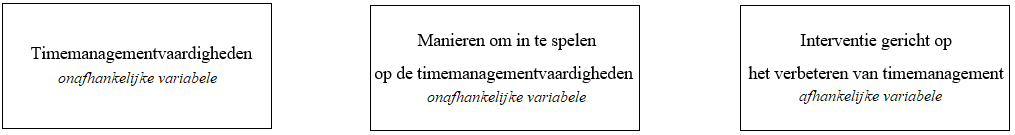 Timemanagementvaardigheden
onafhankelijke variabele
Manieren om in te spelen
op de timemanagementvaardigheden
onafhankelijke variabele
Interventie gericht op
het verbeteren van timemanagement
afhankelijke variabele